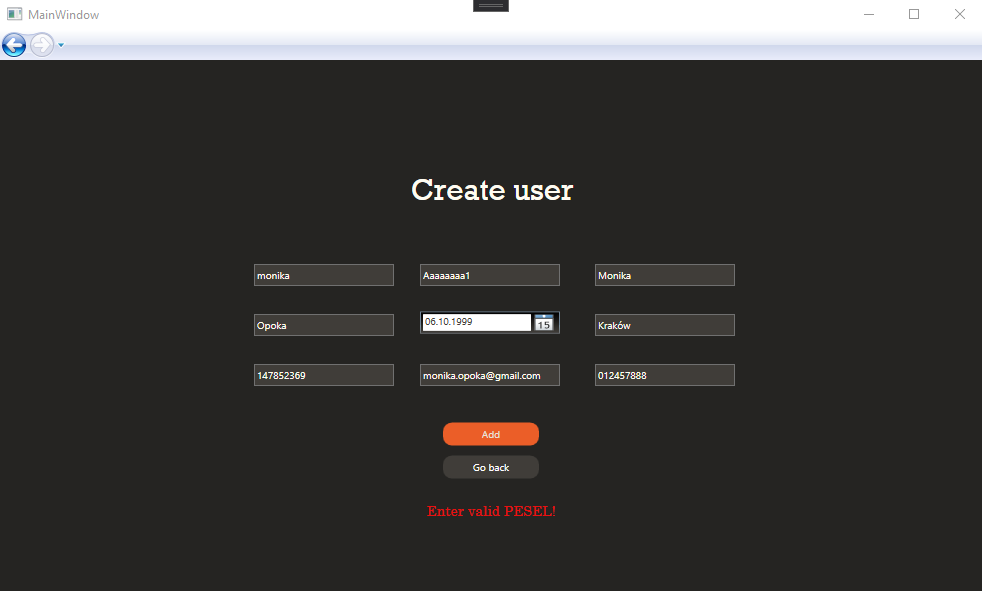 MainWindow
Create user
monika Aaaaaaaa1 Monika
Opoka 06.10.1999 15 Kraków
147852369 monika.opoka@gmail.com 012457888
Add
Go back
Enter valid PESEL!